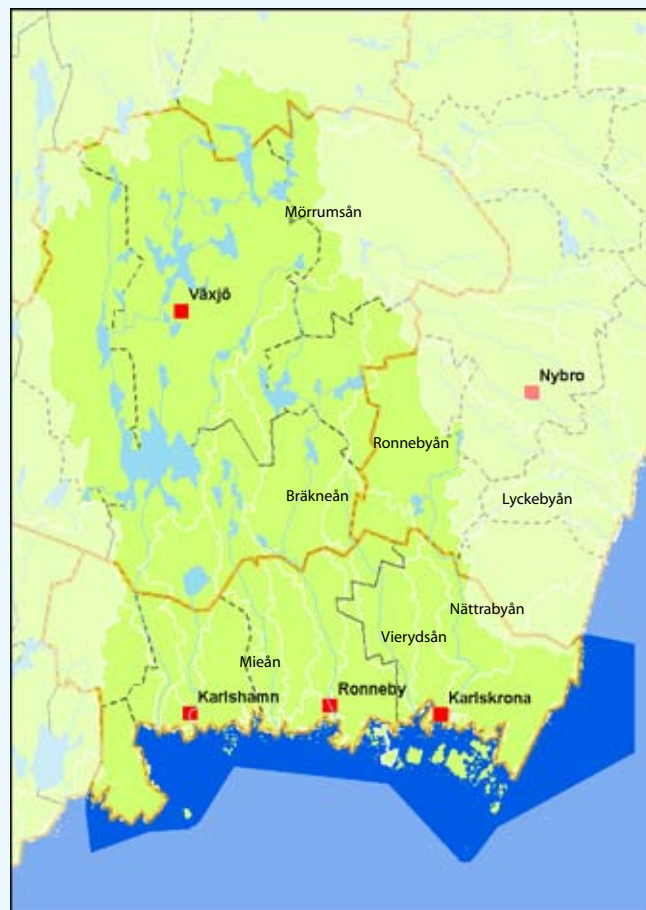 Mörrumsån
Växjö
Nybro
Ronnebyån
Bräkneån
Lyckebyån
Nättrabyån
Vierydsån
Mieån
Karlshamn
Ronneby
Karlskrona